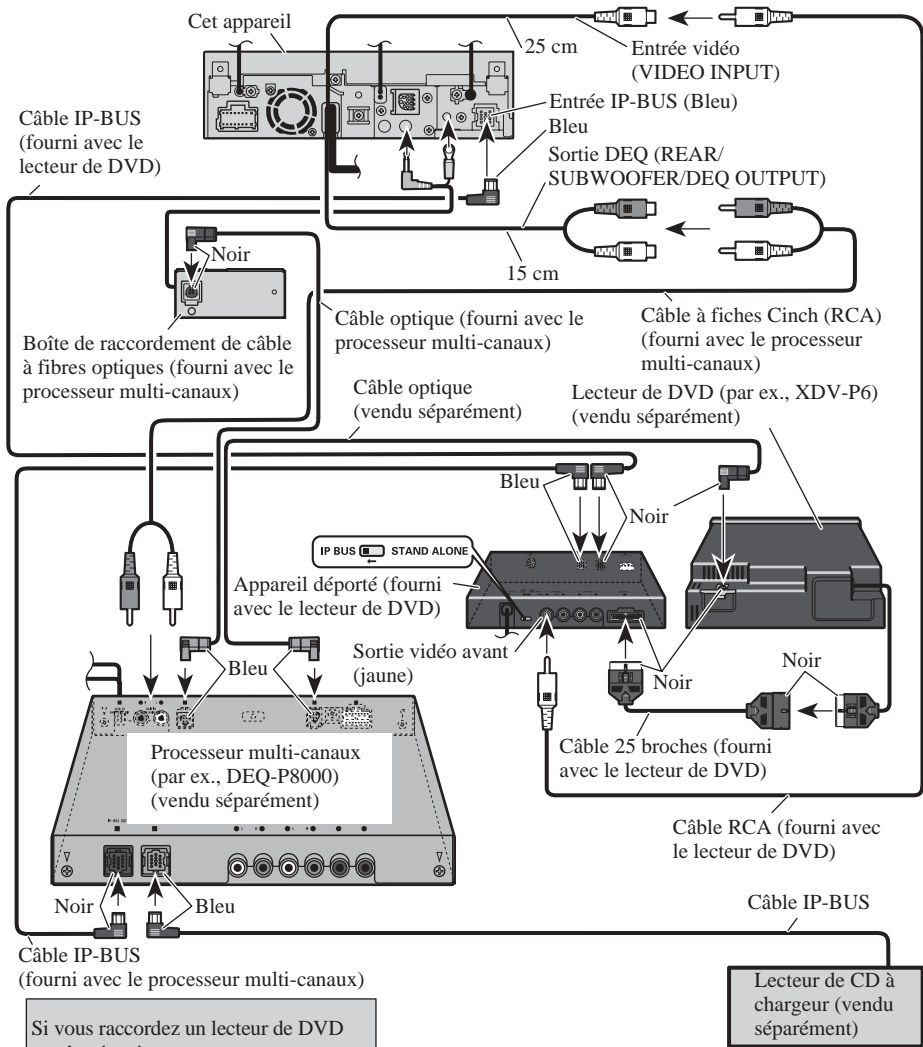 Cet appareil
25 cm
Entrée vidéo
(VIDEO INPUT)
Câble IP-BUS
(fourni avec le
lecteur de DVD)
Entrée IP-BUS (Bleu)
Bleu
Sortie DEQ (REAR/
SUBWOOFER/DEQ OUTPUT)
Noir
15 cm
Boîte de raccordement de câble
à fibres optiques (fourni avec le
processeur multi-canaux)
Câble optique (fourni avec le
processeur multi-canaux)
Câble à fiches Cinch (RCA)
(fourni avec le processeur
multi-canaux)
Câble optique
(vendu séparément)
Lecteur de DVD (par ex., XDV-P6)
(vendu séparément)
Bleu
Noir
IP BUS STAND ALONE
←
Appareil déporté (fourni
avec le lecteur de DVD)
Sortie vidéo avant
(jaune)
Bleu
Noir
Noir
Processeur multi-canaux
(par ex., DEQ-P8000)
(vendu séparément)
Câble 25 broches (fourni
avec le lecteur de DVD)
Câble RCA (fourni avec
le lecteur de DVD)
Noir
Bleu
Câble IP-BUS
Câble IP-BUS
(fourni avec le processeur multi-canaux)
Lecteur de CD à
chargeur (vendu
séparément)
Si vous raccordez un lecteur de DVD